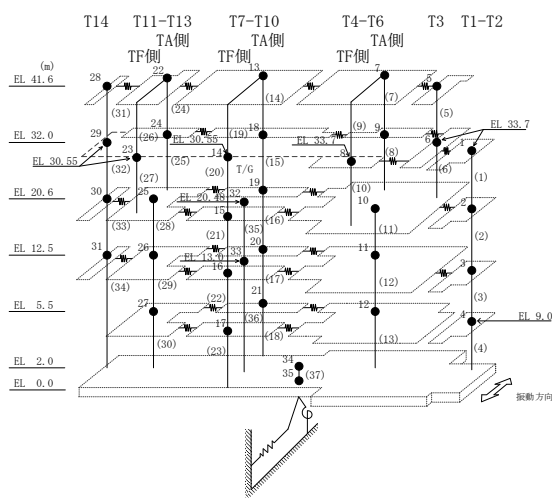 T14 T11-T13 T7-T10 T4-T6 T3 T1-T2
TA側 TA側 TA側
TF側 TF側 TF側
(m)
EL 41.6
EL 32.0
EL 30.55
EL 20.6
EL 12.5
EL 5.5
EL 2.0
EL 0.0
28 22 13 7 5
(31) (24) (14) (7) (5)
29 24 (26) (19) 18 (9) 9 6 1
EL 30.55 EL 33.7 EL 33.7
23 (32) (25) 14 (15) 8 (8) (6) (1)
(27) (20) T/G (10)
30 25 EL 20.48 32 19 10 2
(33) (28) 15 (35) (16) (11) (2)
31 26 (21) EL 13.0 33 20 11 3
(34) (29) 16 (17) (12) (3)
27 (22) (36) 21 12 4 EL 9.0
(30) 17 (18) (13) (4)
(23)
34
35 (37)
振動方向